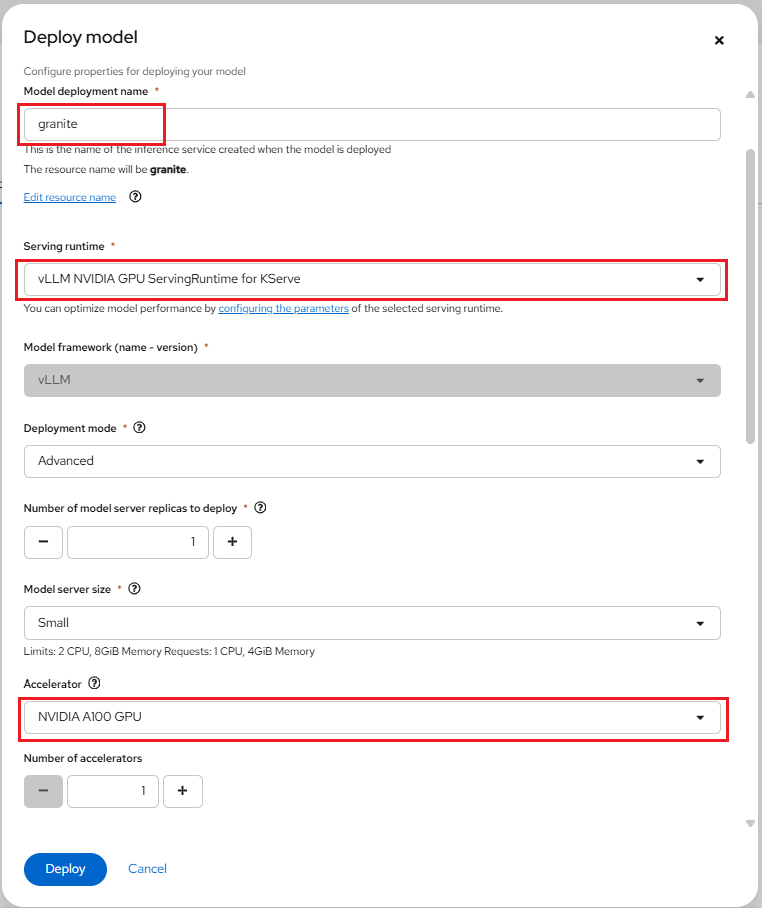 Deploy model
Configure properties for deploying your model
Model deployment name *
granite
This is the name of the inference service created when the model is deployed
The resource name will be granite.
Edit resource name
Serving runtime *
vLLM NVIDIA GPU ServingRuntime for KServe
You can optimize model performance by configuring the parameters of the selected serving runtime.
Model framework (name - version) *
vLLM
Deployment mode *
Advanced
Number of model server replicas to deploy *
1
Model server size *
Small
Limits: 2 CPU, 8GiB Memory Requests: 1 CPU, 4GiB Memory
Accelerator
NVIDIA A100 GPU
Number of accelerators
1
Deploy Cancel